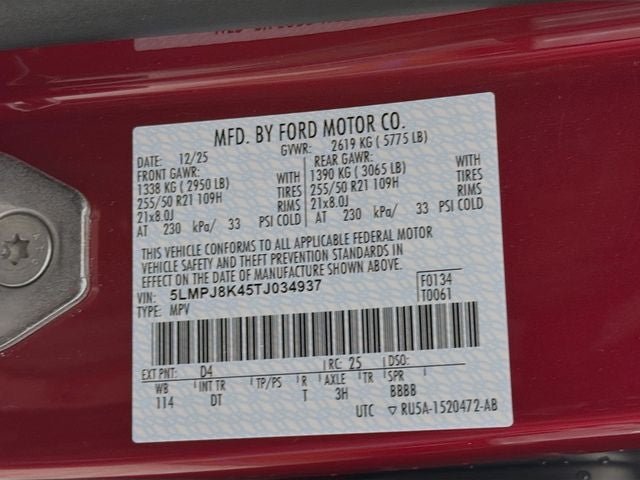 MFD. BY FORD MOTOR CO.
DATE: 12/25 GVWR: 2619 KG ( 5775 LB)
FRONT GAWR: REAR GAWR:
1338 KG ( 2950 LB) WITH 1390 KG ( 3065 LB) WITH
255/50 R21 109H TIRES 255/50 R21 109H TIRES
21x8.0J RIMS 21x8.0J RIMS
AT 230 kPa/ 33 PSI COLD AT 230 kPa/ 33 PSI COLD
THIS VEHICLE CONFORMS TO ALL APPLICABLE FEDERAL MOTOR
VEHICLE SAFETY AND THEFT PREVENTION STANDARDS IN
EFFECT ON THE DATE OF MANUFACTURE SHOWN ABOVE.
VIN: 5LMPJ8K45TJ034937 F0134
TYPE: MPV T0061
EXT PNT: D4 RC: 25 DSO:
WB INT TR TP/PS R AXLE TR SPR
114 DT T 3H BBBB
UTC ▽ RU5A-1520472-AB